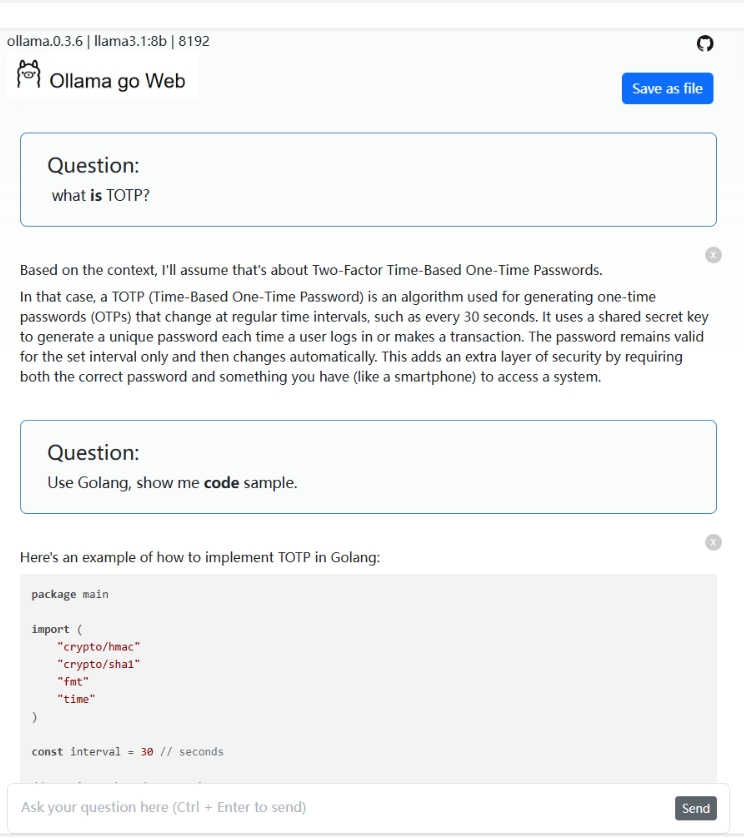 ollama.0.3.6 | llama3.1:8b | 8192
Ollama go Web
Save as file
Question:
what is TOTP?
x
Based on the context, I'll assume that's about Two-Factor Time-Based One-Time Passwords.
In that case, a TOTP (Time-Based One-Time Password) is an algorithm used for generating one-time
passwords (OTPs) that change at regular time intervals, such as every 30 seconds. It uses a shared secret key
to generate a unique password each time a user logs in or makes a transaction. The password remains valid
for the set interval only and then changes automatically. This adds an extra layer of security by requiring
both the correct password and something you have (like a smartphone) to access a system.
Question:
Use Golang, show me code sample.
x
Here's an example of how to implement TOTP in Golang:
package main
import (
"crypto/hmac"
"crypto/sha1"
"fmt"
"time"
)
const interval = 30 // seconds
Ask your question here (Ctrl + Enter to send)
Send